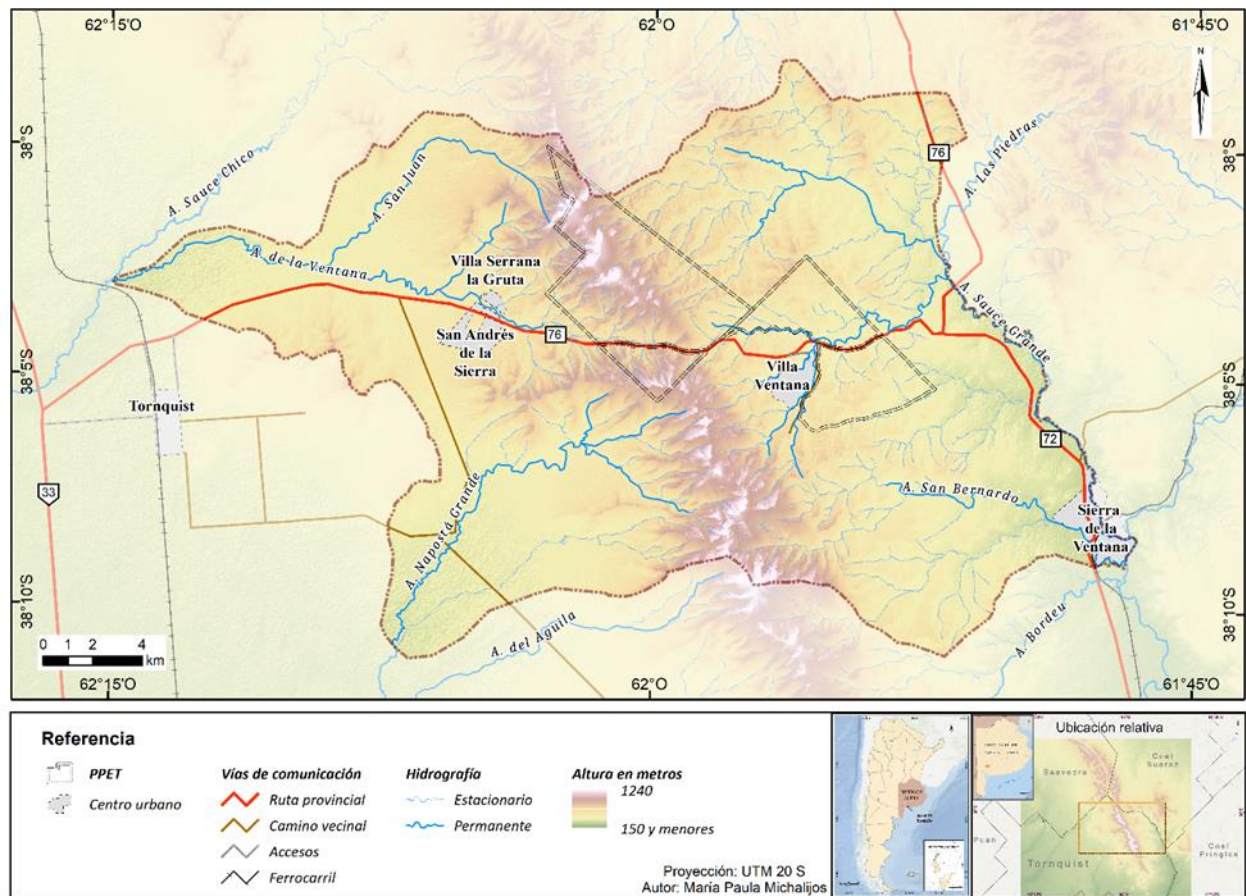 62°15'O
62°O
61°45'O
N
38°S
38°S
76
A. Las Piedras
A. Sauce Chico
A. San Juan
A. de la Ventana
Villa Serrana
la Gruta
A. Sauce Grande
76
San Andrés
de la
Sierra
38°5'S
38°5'S
Villa
Ventana
Tornquist
72
33
A. San Bernardo
Sierra
de la
Ventana
A. Napostá Grande
38°10'S
38°10'S
A. del Aguila
A. Bordeu
0 1 2 4
km
62°15'O
62°O
61°45'O
Referencia
PPET
Centro urbano
Vías de comunicación
Ruta provincial
Camino vecinal
Accesos
Ferrocarril
Hidrografía
Estacionario
Permanente
Altura en metros
1240
150 y menores
Proyección: UTM 20 S
Autor: María Paula Michalijos
Ubicación relativa
Saavedra
Cnel
Suarez
Puan
Tornquist
Cnel
Pringles